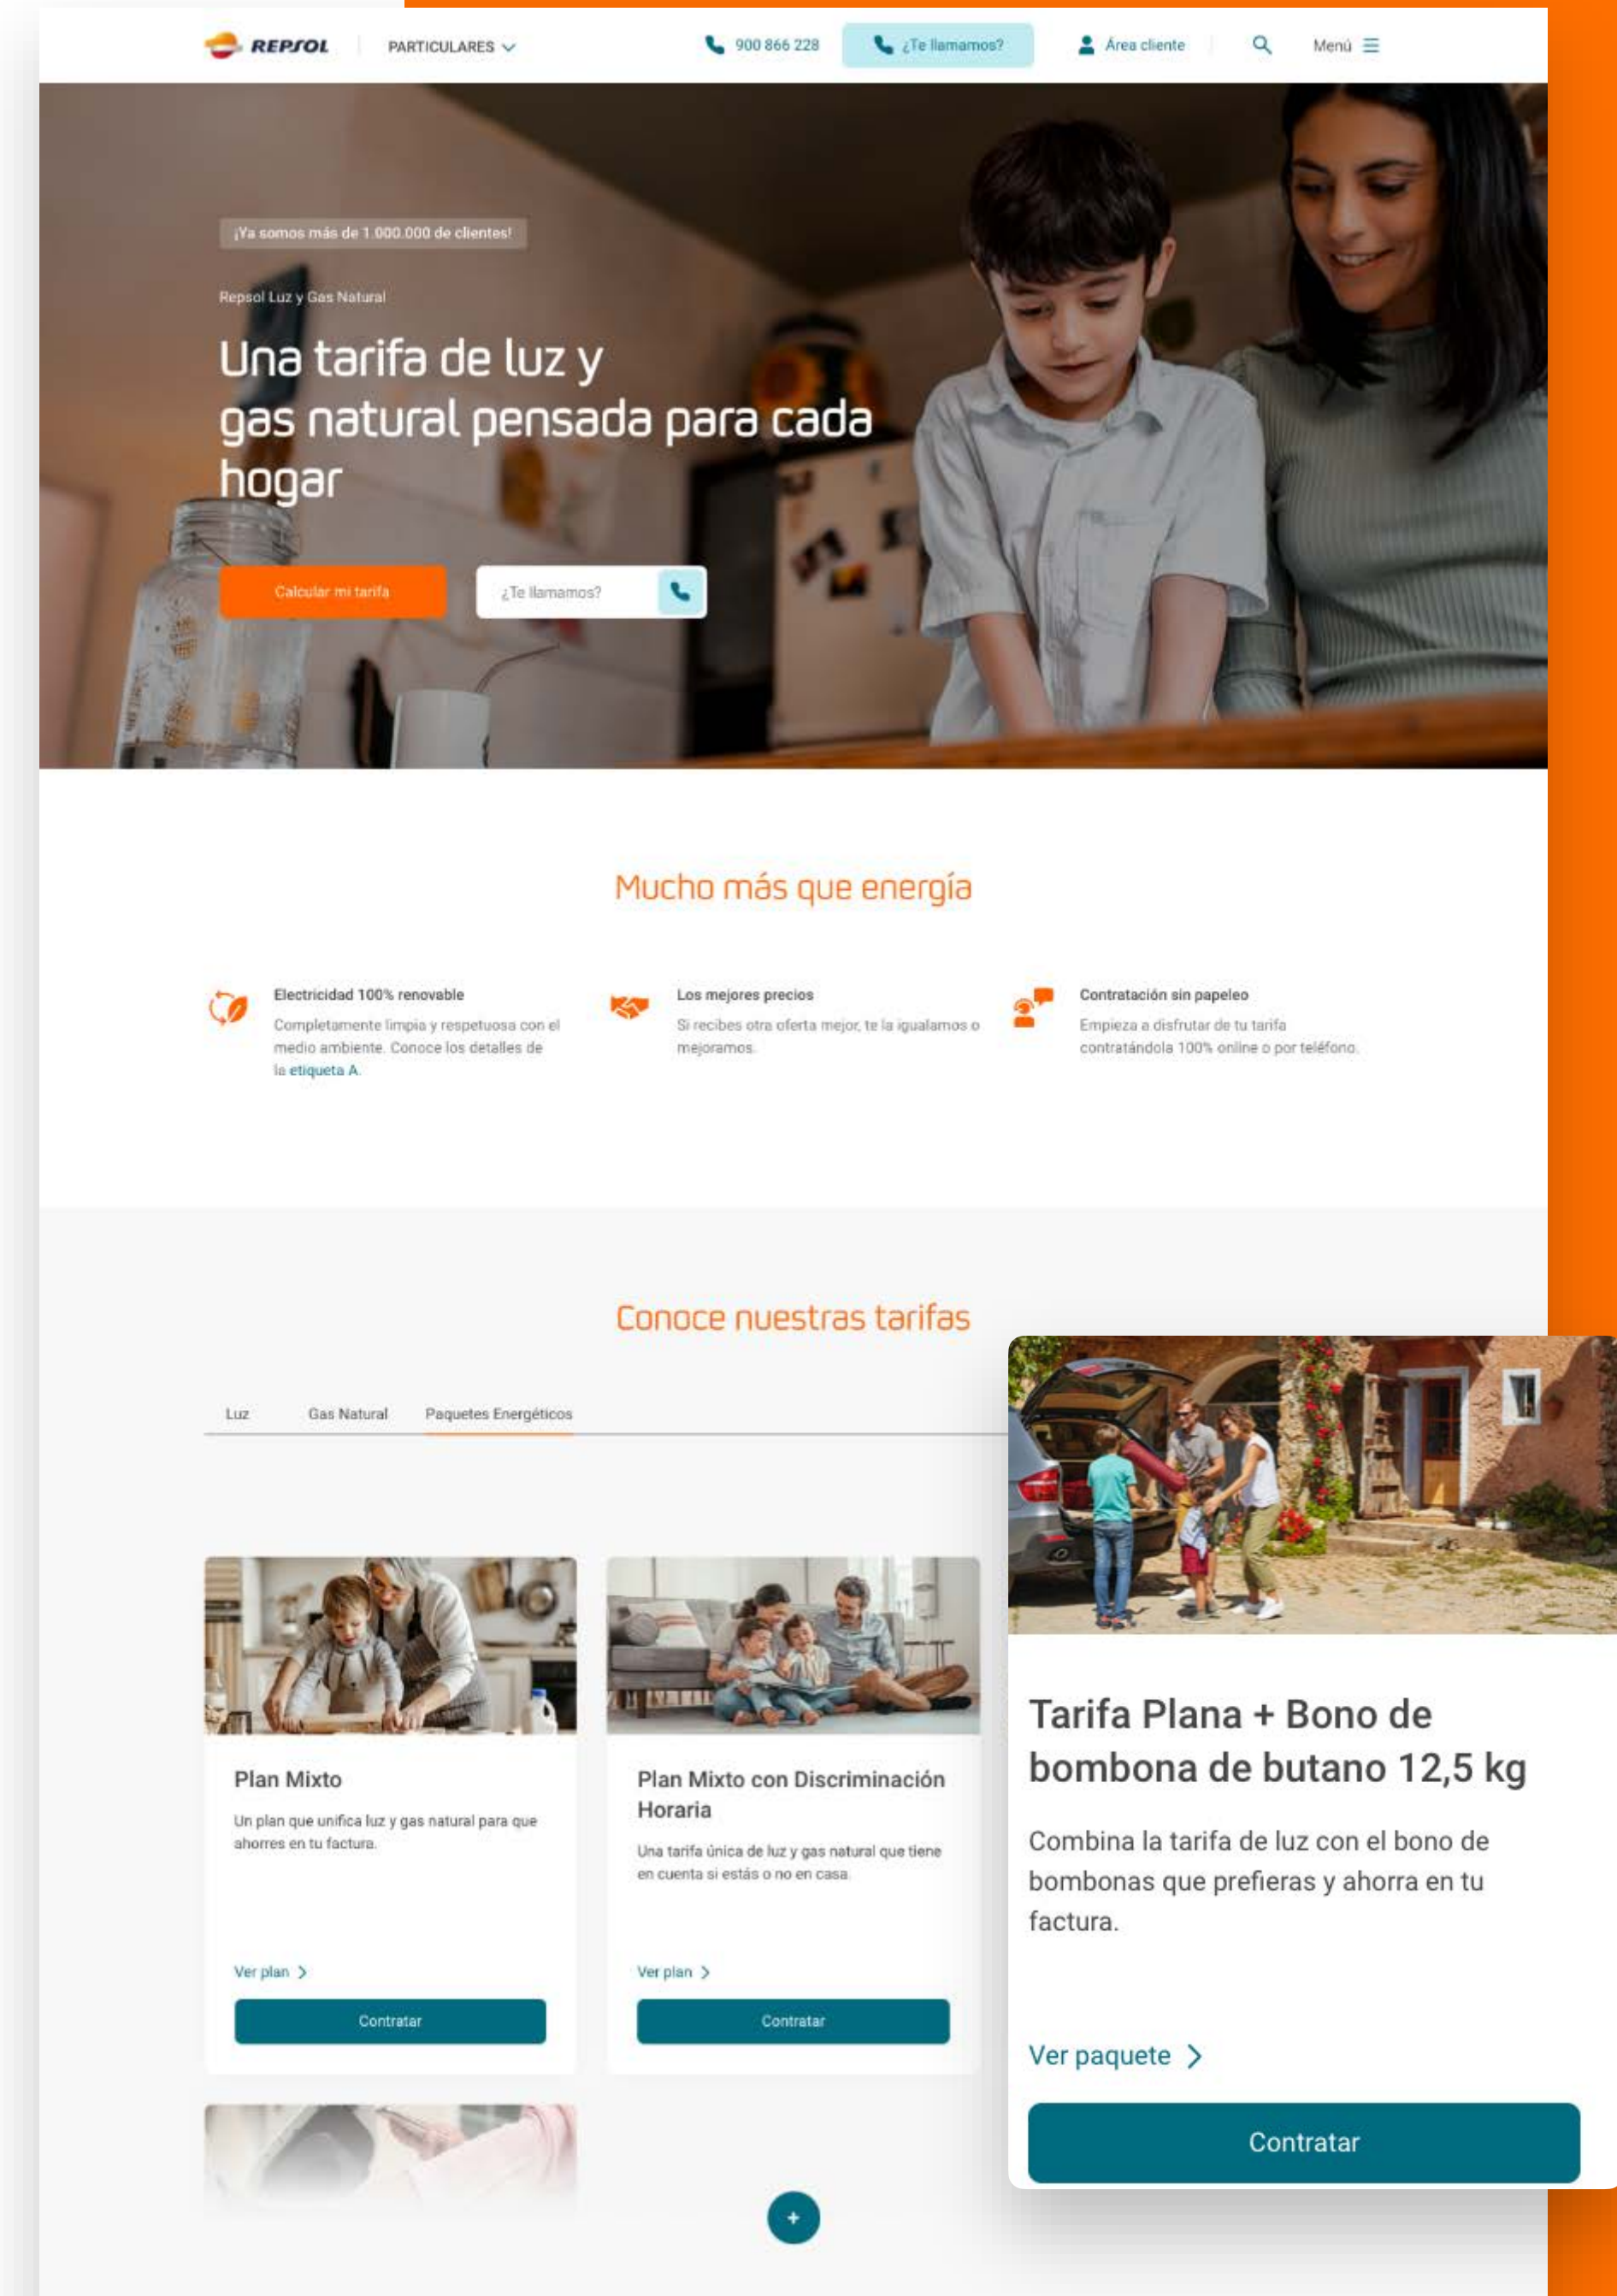 REPSOL
PARTICULARES
900 866 228
¿Te llamamos?
Área cliente
Menú
¡Ya somos más de 1.000.000 de clientes!
Repsol Luz y Gas Natural
Una tarifa de luz y
gas natural pensada para cada
hogar
Calcular mi tarifa
¿Te llamamos?
Mucho más que energía
Electricidad 100% renovable
Completamente limpia y respetuosa con el
medio ambiente. Conoce los detalles de
la etiqueta A.
Los mejores precios
Si recibes otra oferta mejor, te la igualamos o
mejoramos.
Contratación sin papeleo
Empieza a disfrutar de tu tarifa
contratándola 100% online o por teléfono.
Conoce nuestras tarifas
Luz
Gas Natural
Paquetes Energéticos
Plan Mixto
Un plan que unifica luz y gas natural para que
ahorres en tu factura.
Ver plan
Contratar
Plan Mixto con Discriminación
Horaria
Una tarifa única de luz y gas natural que tiene
en cuenta si estás o no en casa.
Ver plan
Contratar
Tarifa Plana + Bono de
bombona de butano 12,5 kg
Combina la tarifa de luz con el bono de
bombonas que prefieras y ahorra en tu
factura.
Ver paquete
Contratar